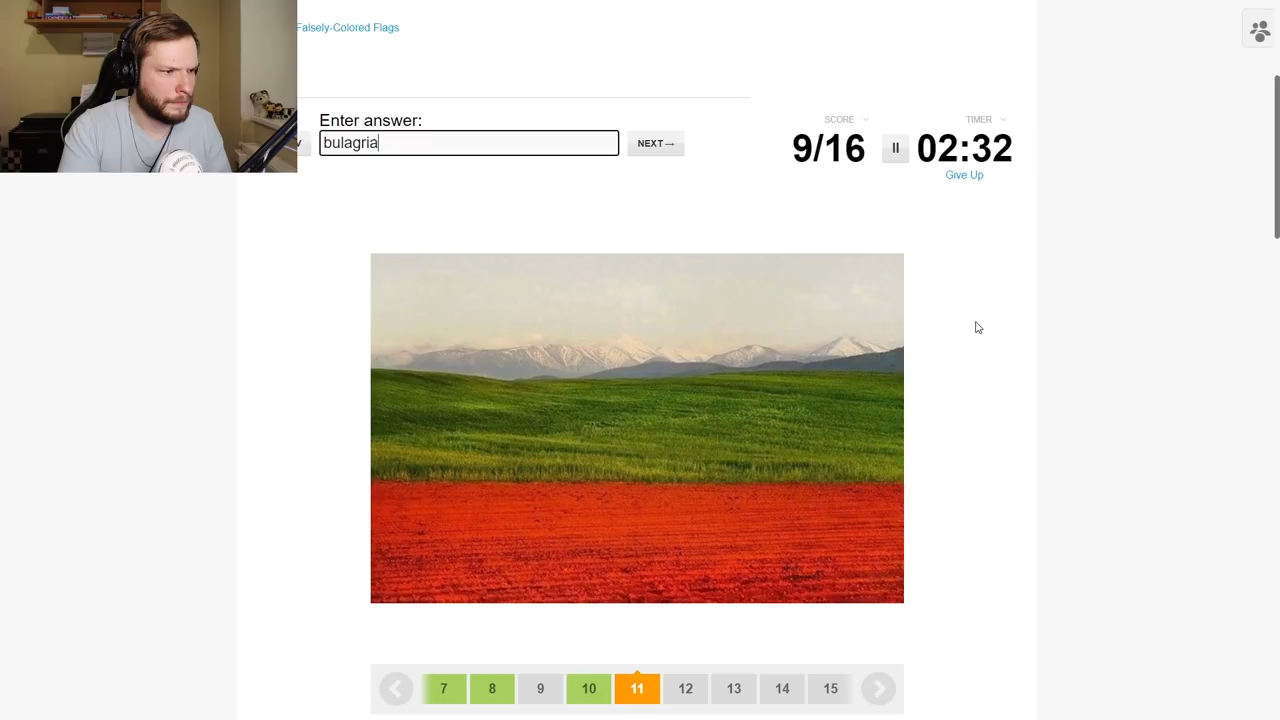 Falsely-Colored Flags
Enter answer:
SCORE
TIMER
V
bulagria
NEXT→
9/16
02:32
Give Up
7 8 9 10 11 12 13 14 15